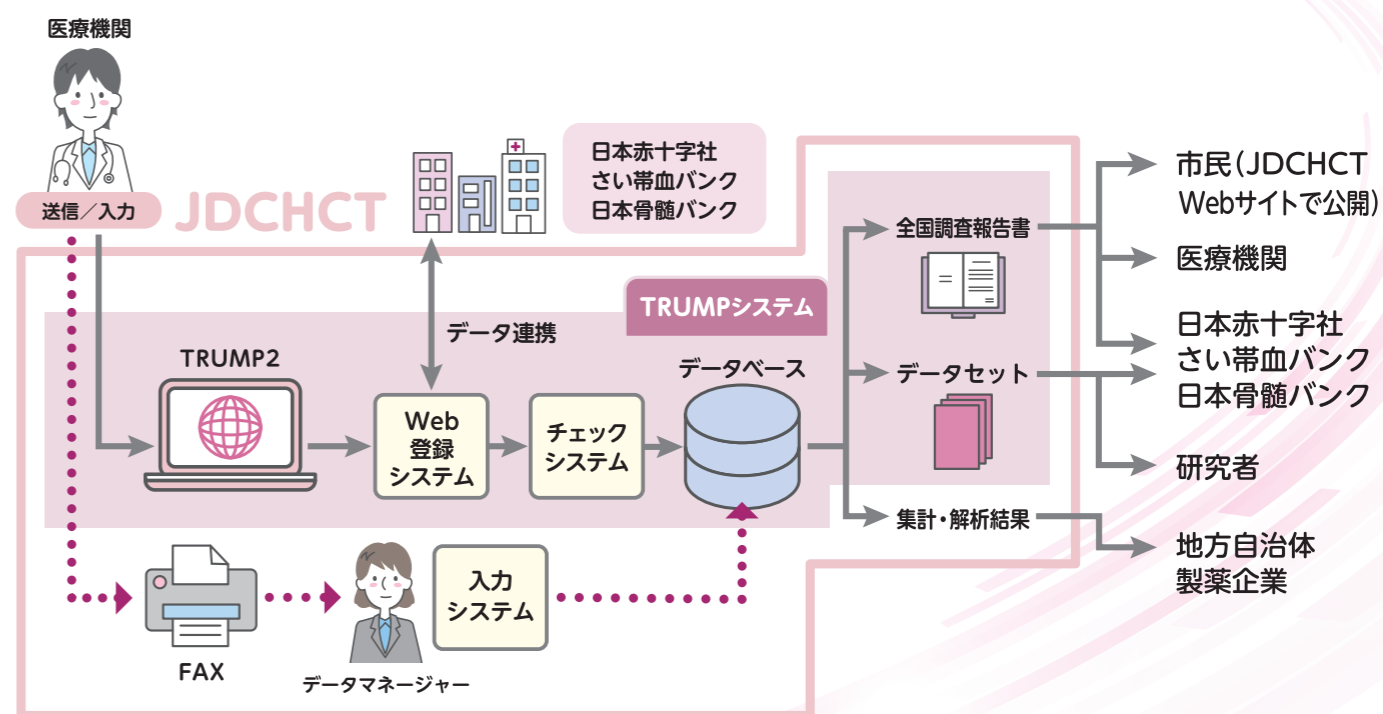 医療機関
送信／入力
JDCHCT
日本赤十字社
さい帯血バンク
日本骨髄バンク
データ連携
TRUMPシステム
TRUMP2
Web
登録
システム
チェック
システム
データベース
全国調査報告書
データセット
集計・解析結果
市民(JDCHCT
Webサイトで公開)
医療機関
日本赤十字社
さい帯血バンク
日本骨髄バンク
研究者
地方自治体
製薬企業
FAX
データマネージャー
入力
システム